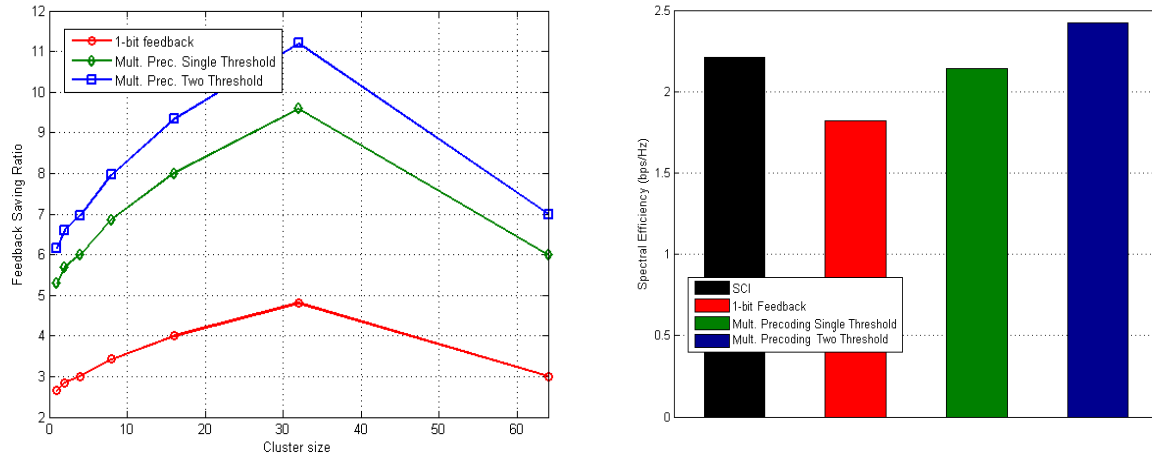 12
11
10
9
8
7
6
5
4
3
2
Feedback Saving Ratio
1-bit feedback
Mult. Prec. Single Threshold
Mult. Prec. Two Threshold
0 10 20 30 40 50 60
Cluster size
2.5
2
1.5
1
0.5
0
Spectral Efficiency (bps/Hz)
SCI
1-bit Feedback
Mult. Precoding Single Threshold
Mult. Precoding Two Threshold